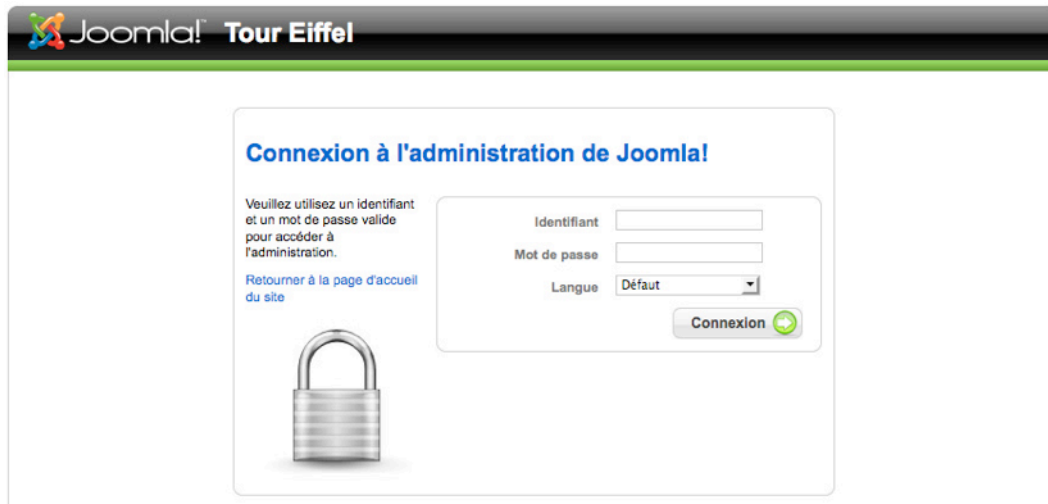 Joomla! Tour Eiffel
Connexion à l'administration de Joomla!
Veuillez utilisez un identifiant
et un mot de passe valide
pour accéder à
l'administration.
Retourner à la page d'accueil
du site
Identifiant
Mot de passe
Langue Défaut
Connexion